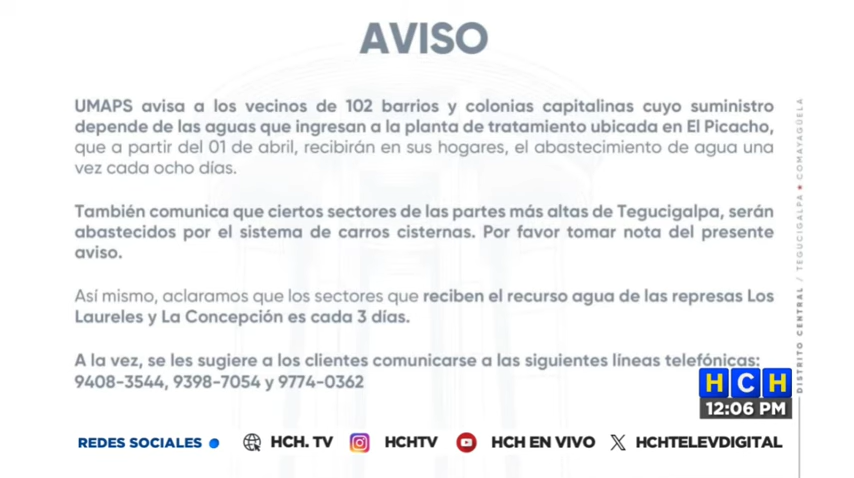 AVISO
UMAPS avisa a los vecinos de 102 barrios y colonias capitalinas cuyo suministro
depende de las aguas que ingresan a la planta de tratamiento ubicada en El Picacho,
que a partir del 01 de abril, recibirán en sus hogares, el abastecimiento de agua una
vez cada ocho días.
También comunica que ciertos sectores de las partes más altas de Tegucigalpa, serán
abastecidos por el sistema de carros cisternas. Por favor tomar nota del presente
aviso.
Así mismo, aclaramos que los sectores que reciben el recurso agua de las represas Los
Laureles y La Concepción es cada 3 días.
A la vez, se les sugiere a los clientes comunicarse a las siguientes líneas telefónicas:
9408-3544, 9398-7054 y 9774-0362
DISTRITO CENTRAL / TEGUCIGALPA ★ COMAYAGÜELA
HCH
12:06 PM
REDES SOCIALES HCH. TV HCHTV HCH EN VIVO X HCHTELEVDIGITAL